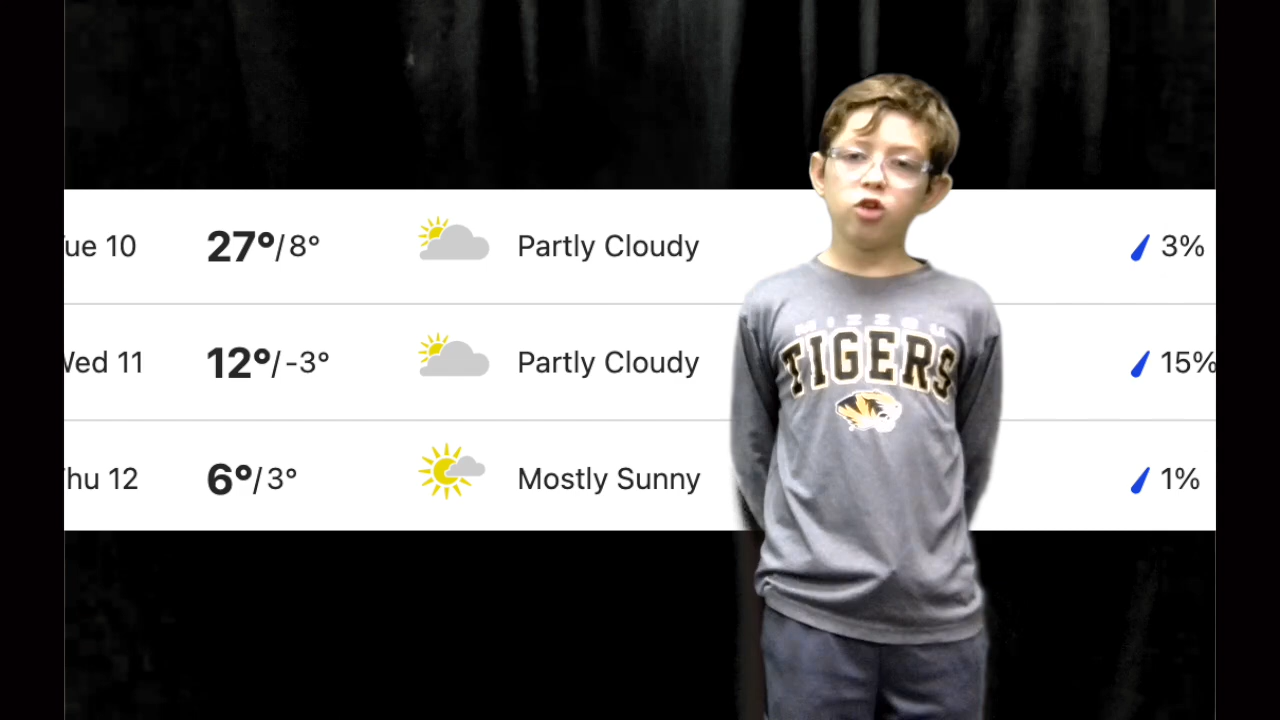 ue 10 27°/8° Partly Cloudy 3%
Wed 11 12°/-3° Partly Cloudy 15%
hu 12 6°/3° Mostly Sunny 1%
MIZZOU
TIGERS